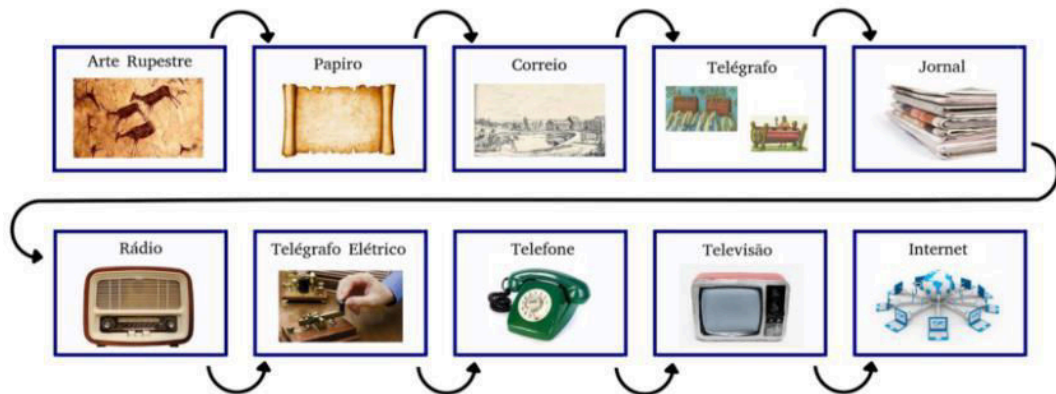 Arte Rupestre
Papiro
Correio
Telégrafo
Jornal
Rádio
Telégrafo Elétrico
Telefone
Televisão
Internet